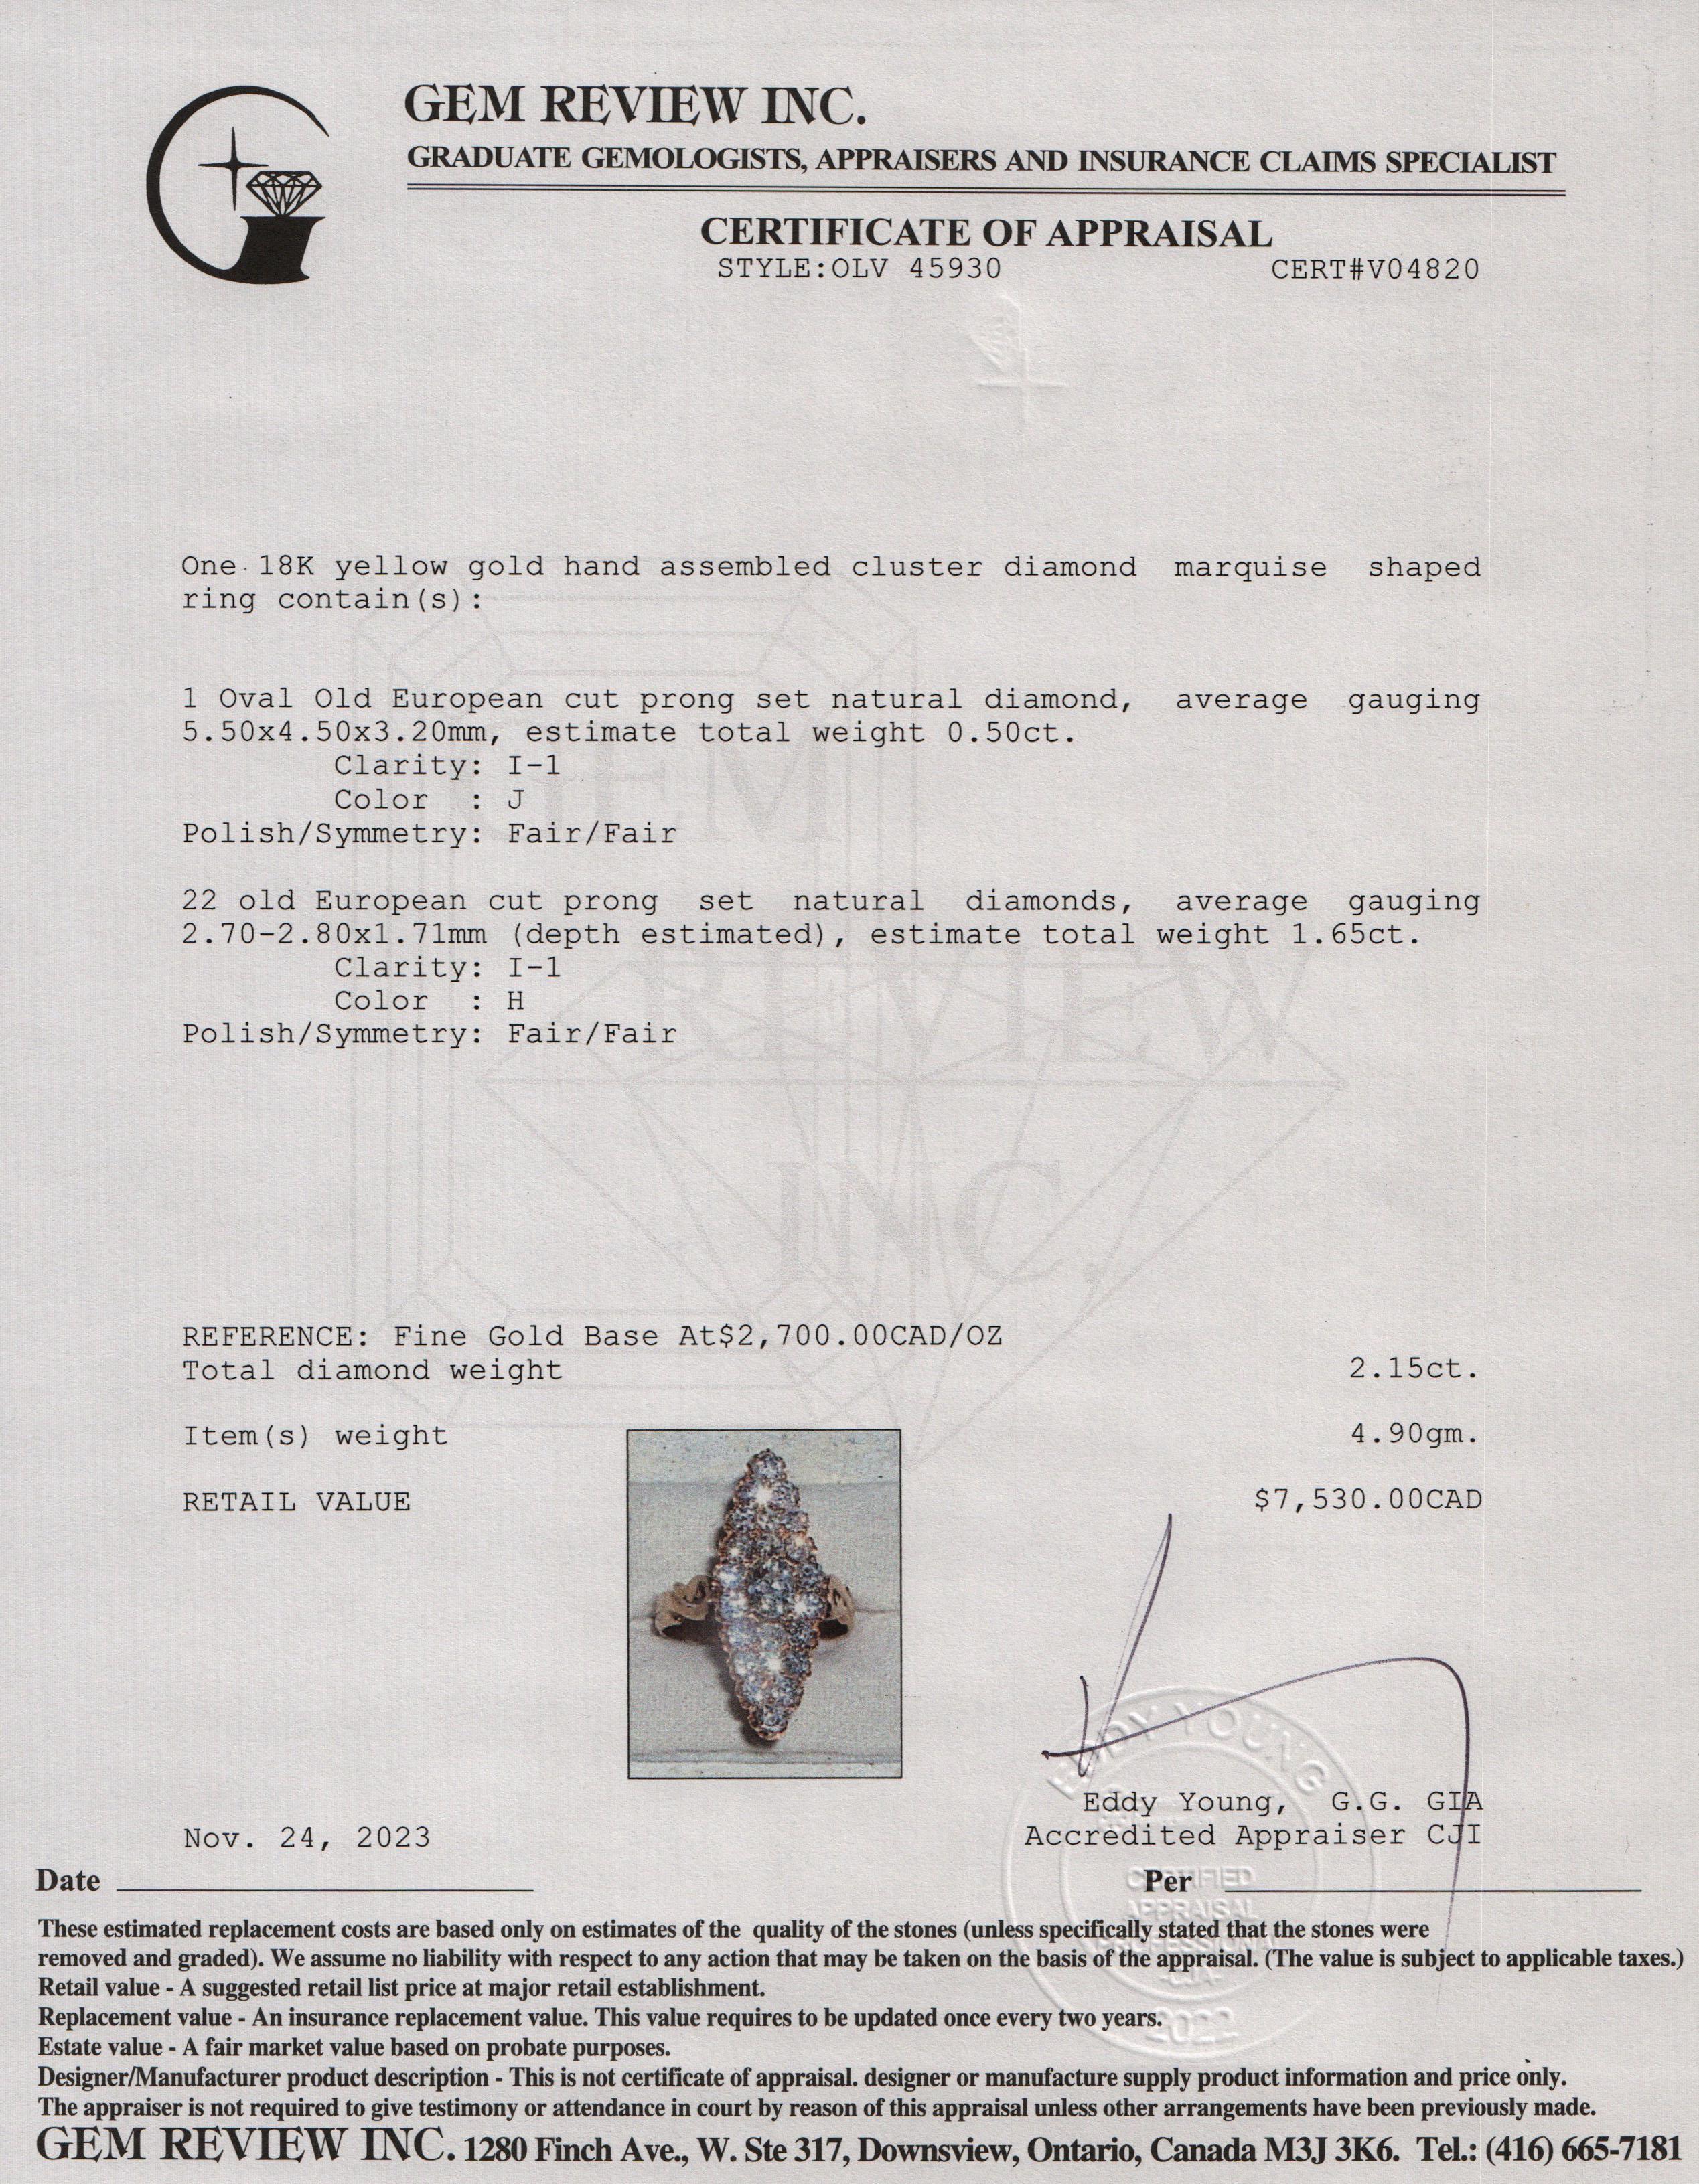 GEM REVIEW INC.
GRADUATE GEMOLOGISTS, APPRAISERS AND INSURANCE CLAIMS SPECIALIST
CERTIFICATE OF APPRAISAL
STYLE:OLV 45930 CERT#V04820
One 18K yellow gold hand assembled cluster diamond marquise shaped
ring contain(s):
1 Oval Old European cut prong set natural diamond, average gauging
5.50x4.50x3.20mm, estimate total weight 0.50ct.
Clarity: I-1
Color : J
Polish/Symmetry: Fair/Fair
22 old European cut prong set natural diamonds, average gauging
2.70-2.80x1.71mm (depth estimated), estimate total weight 1.65ct.
Clarity: I-1
Color : H
Polish/Symmetry: Fair/Fair
GEM
REVIEW
INC.
REFERENCE: Fine Gold Base At$2,700.00CAD/OZ
Total diamond weight 2.15ct.
Item(s) weight 4.90gm.
RETAIL VALUE $7,530.00CAD
EDDY YOUNG
Eddy Young, G.G. GIA
Nov. 24, 2023 Accredited Appraiser CJI
Date Per
CERTIFIED
APPRAISAL
PROFESSIONAL
-CJA-
2022
These estimated replacement costs are based only on estimates of the quality of the stones (unless specifically stated that the stones were
removed and graded). We assume no liability with respect to any action that may be taken on the basis of the appraisal. (The value is subject to applicable taxes.)
Retail value - A suggested retail list price at major retail establishment.
Replacement value - An insurance replacement value. This value requires to be updated once every two years.
Estate value - A fair market value based on probate purposes.
Designer/Manufacturer product description - This is not certificate of appraisal. designer or manufacture supply product information and price only.
The appraiser is not required to give testimony or attendance in court by reason of this appraisal unless other arrangements have been previously made.
GEM REVIEW INC. 1280 Finch Ave., W. Ste 317, Downsview, Ontario, Canada M3J 3K6. Tel.: (416) 665-7181